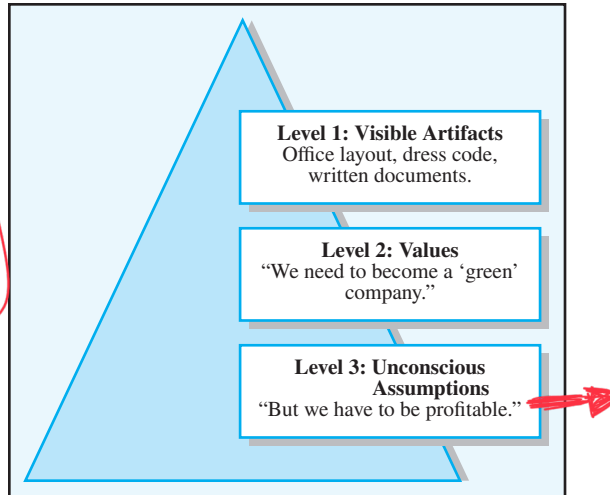 Level 1: Visible Artifacts
Office layout, dress code,
written documents.
Level 2: Values
“We need to become a ‘green’
company.”
Level 3: Unconscious
Assumptions
“But we have to be profitable.”